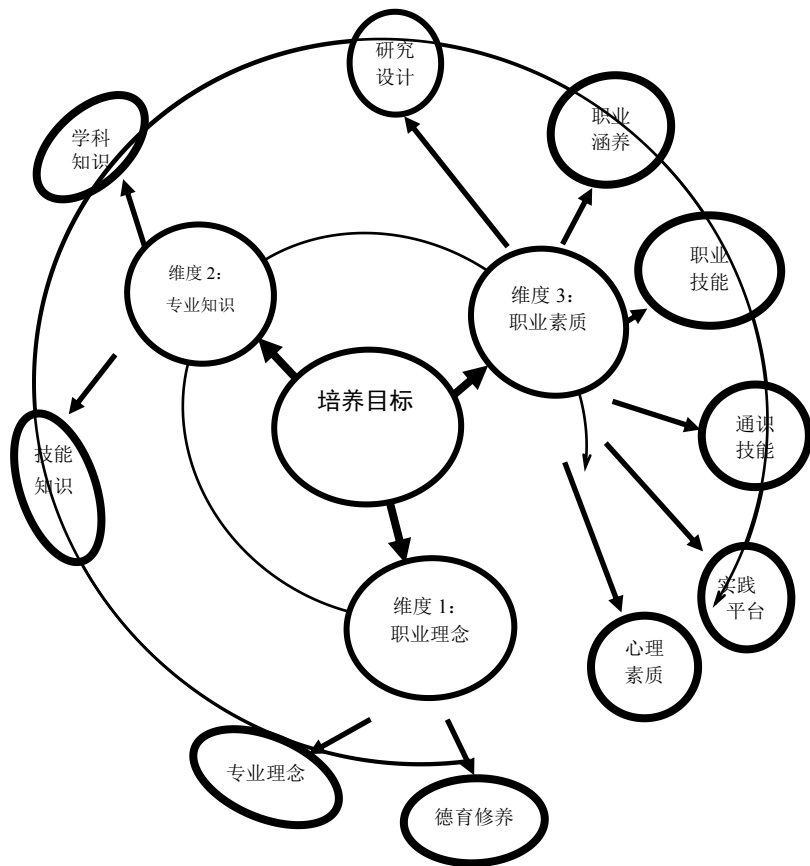 研究
设计
职业
涵养
学科
知识
职业
技能
维度 2：
专业知识
维度 3：
职业素质
培养目标
通识
技能
技能
知识
实践
平台
维度 1：
职业理念
心理
素质
专业理念
德育修养